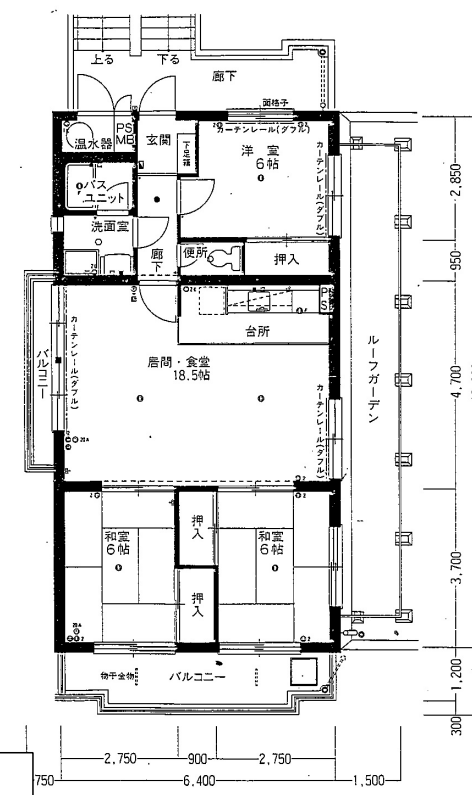 上る
下る
廊下
面格子
カーテンレール(ダブル)
PS
MB
温水器
玄関
下足箱
洋室
6帖
カーテンレール(ダブル)
バス
ユニット
洗面室
廊下
便所
押入
PS
台所
カーテンレール(ダブル)
バルコニー
居間・食堂
18.5帖
カーテンレール(ダブル)
ルーフガーデン
和室
6帖
押入
押入
和室
6帖
物干金物
バルコニー
2,850
950
4,700
3,700
1,200
300
2,750
900
2,750
750
6,400
1,500